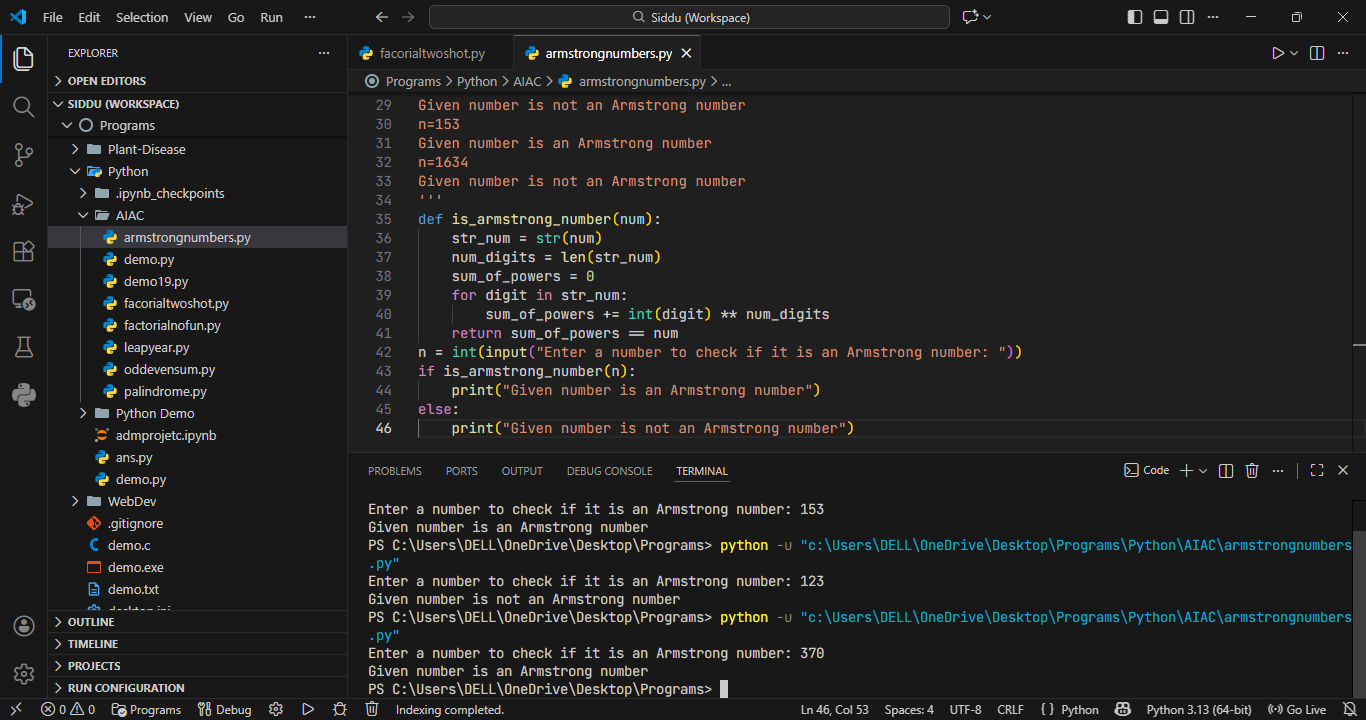 File Edit Selection View Go Run ··· Siddu (Workspace)
EXPLORER ···
OPEN EDITORS
SIDDU (WORKSPACE)
Programs
Plant-Disease
Python
.ipynb_checkpoints
AIAC
armstrongnumbers.py
demo.py
demo19.py
facorialtwoshot.py
factorialnofun.py
leapyear.py
oddevensum.py
palindrome.py
Python Demo
admprojetc.ipynb
ans.py
demo.py
WebDev
.gitignore
demo.c
demo.exe
demo.txt
OUTLINE
TIMELINE
PROJECTS
RUN CONFIGURATION
facorialtwoshot.py armstrongnumbers.py
Programs > Python > AIAC > armstrongnumbers.py > ...
29 Given number is not an Armstrong number
30 n=153
31 Given number is an Armstrong number
32 n=1634
33 Given number is not an Armstrong number
34 '''
35 def is_armstrong_number(num):
36 str_num = str(num)
37 num_digits = len(str_num)
38 sum_of_powers = 0
39 for digit in str_num:
40 sum_of_powers += int(digit) ** num_digits
41 return sum_of_powers == num
42 n = int(input("Enter a number to check if it is an Armstrong number: "))
43 if is_armstrong_number(n):
44 print("Given number is an Armstrong number")
45 else:
46 print("Given number is not an Armstrong number")
PROBLEMS PORTS OUTPUT DEBUG CONSOLE TERMINAL Code
Enter a number to check if it is an Armstrong number: 153
Given number is an Armstrong number
PS C:\Users\DELL\OneDrive\Desktop\Programs> python -u "c:\Users\DELL\OneDrive\Desktop\Programs\Python\AIAC\armstrongnumbers
.py"
Enter a number to check if it is an Armstrong number: 123
Given number is not an Armstrong number
PS C:\Users\DELL\OneDrive\Desktop\Programs> python -u "c:\Users\DELL\OneDrive\Desktop\Programs\Python\AIAC\armstrongnumbers
.py"
Enter a number to check if it is an Armstrong number: 370
Given number is an Armstrong number
PS C:\Users\DELL\OneDrive\Desktop\Programs>
0 0 Programs Debug Indexing completed. Ln 46, Col 53 Spaces: 4 UTF-8 CRLF { } Python Python 3.13 (64-bit) Go Live